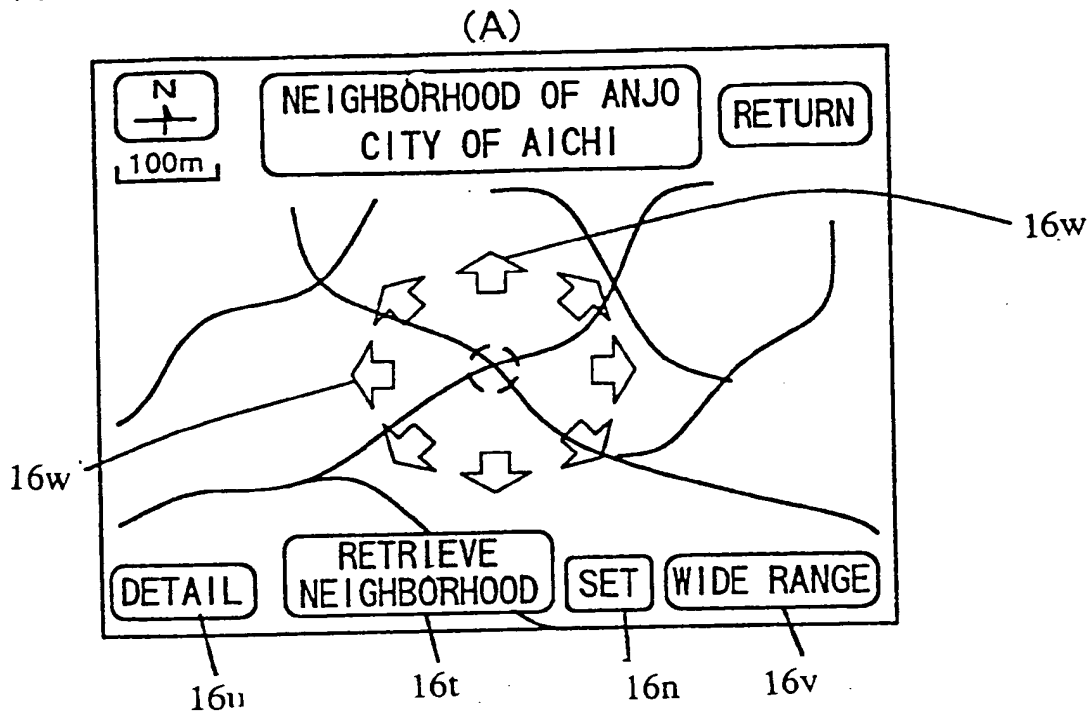 (A)
N
NEIGHBORHOOD OF ANJO
CITY OF AICHI
RETURN
100m
16w
16w
DETAIL
RETRIEVE
NEIGHBORHOOD
SET
WIDE RANGE
16u
16t
16n
16v